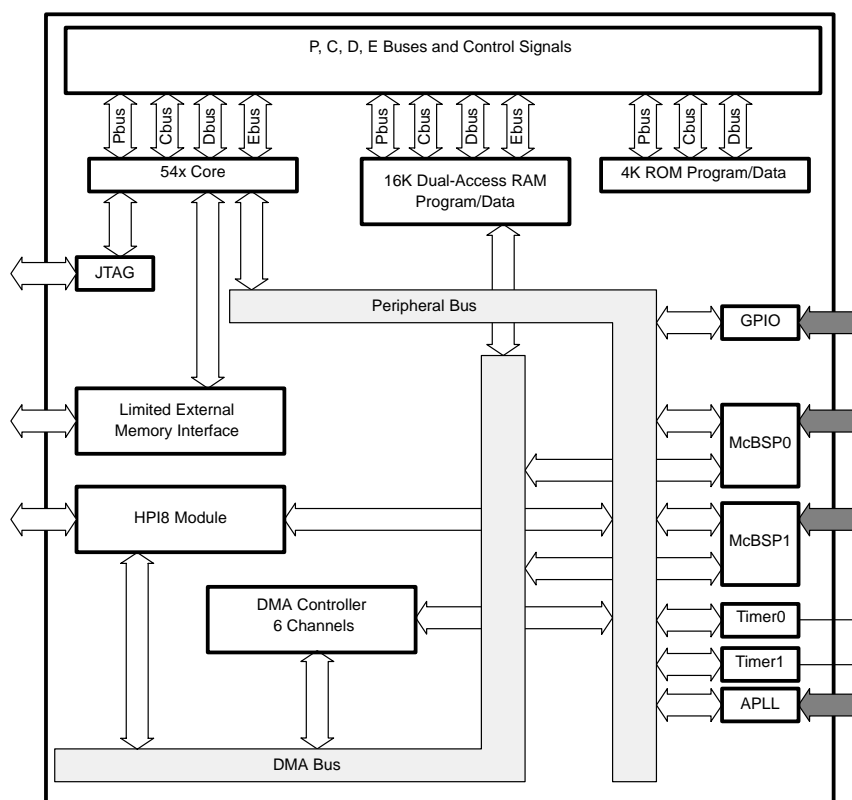 P, C, D, E Buses and Control Signals
Pbus
Cbus
Dbus
Ebus
Pbus
Cbus
Dbus
Ebus
Pbus
Cbus
Dbus
54x Core
16K Dual-Access RAM
Program/Data
4K ROM Program/Data
JTAG
Peripheral Bus
GPIO
Limited External
Memory Interface
McBSP0
HPI8 Module
McBSP1
DMA Controller
6 Channels
Timer0
Timer1
APLL
DMA Bus